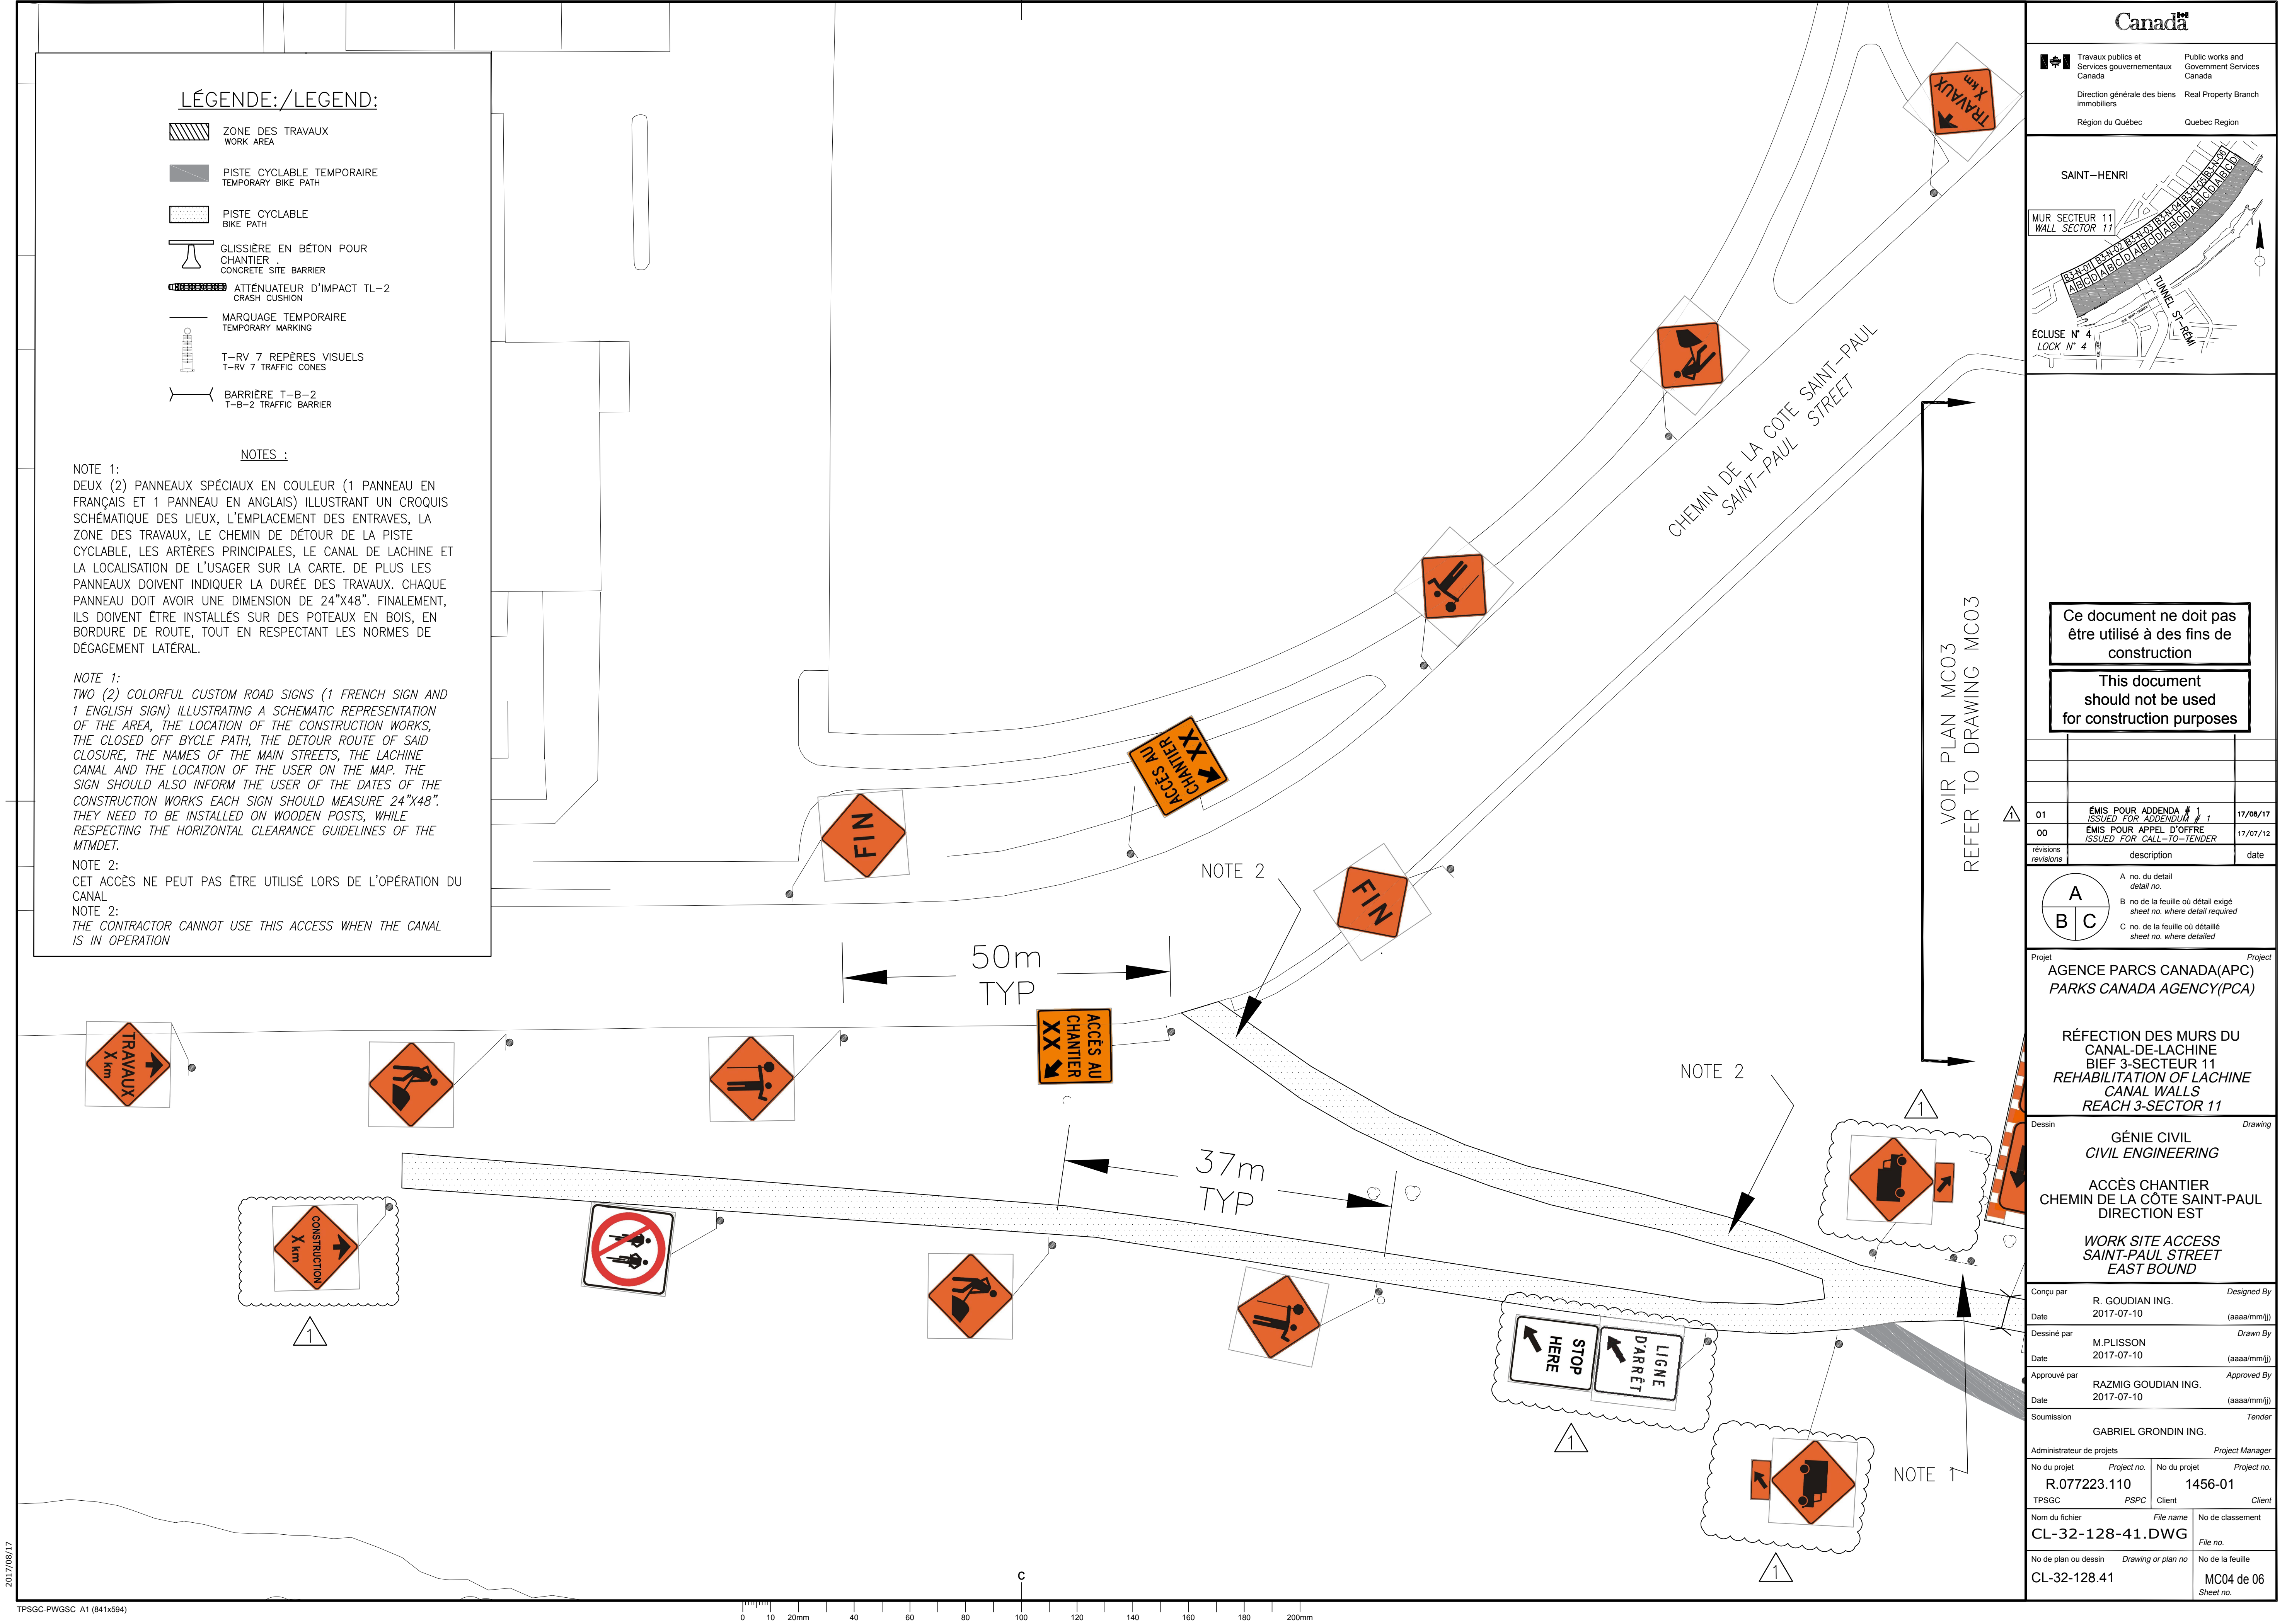 LÉGENDE:/LEGEND:
ZONE DES TRAVAUX
WORK AREA
PISTE CYCLABLE TEMPORAIRE
TEMPORARY BIKE PATH
PISTE CYCLABLE
BIKE PATH
GLISSIÈRE EN BÉTON POUR
CHANTIER .
CONCRETE SITE BARRIER
ATTÉNUATEUR D'IMPACT TL-2
CRASH CUSHION
MARQUAGE TEMPORAIRE
TEMPORARY MARKING
T-RV 7 REPÈRES VISUELS
T-RV 7 TRAFFIC CONES
BARRIÈRE T-B-2
T-B-2 TRAFFIC BARRIER
NOTES :
NOTE 1:
DEUX (2) PANNEAUX SPÉCIAUX EN COULEUR (1 PANNEAU EN
FRANÇAIS ET 1 PANNEAU EN ANGLAIS) ILLUSTRANT UN CROQUIS
SCHÉMATIQUE DES LIEUX, L'EMPLACEMENT DES ENTRAVES, LA
ZONE DES TRAVAUX, LE CHEMIN DE DÉTOUR DE LA PISTE
CYCLABLE, LES ARTÈRES PRINCIPALES, LE CANAL DE LACHINE ET
LA LOCALISATION DE L'USAGER SUR LA CARTE. DE PLUS LES
PANNEAUX DOIVENT INDIQUER LA DURÉE DES TRAVAUX. CHAQUE
PANNEAU DOIT AVOIR UNE DIMENSION DE 24"X48". FINALEMENT,
ILS DOIVENT ÊTRE INSTALLÉS SUR DES POTEAUX EN BOIS, EN
BORDURE DE ROUTE, TOUT EN RESPECTANT LES NORMES DE
DÉGAGEMENT LATÉRAL.
NOTE 1:
TWO (2) COLORFUL CUSTOM ROAD SIGNS (1 FRENCH SIGN AND
1 ENGLISH SIGN) ILLUSTRATING A SCHEMATIC REPRESENTATION
OF THE AREA, THE LOCATION OF THE CONSTRUCTION WORKS,
THE CLOSED OFF BYCLE PATH, THE DETOUR ROUTE OF SAID
CLOSURE, THE NAMES OF THE MAIN STREETS, THE LACHINE
CANAL AND THE LOCATION OF THE USER ON THE MAP. THE
SIGN SHOULD ALSO INFORM THE USER OF THE DATES OF THE
CONSTRUCTION WORKS EACH SIGN SHOULD MEASURE 24"X48".
THEY NEED TO BE INSTALLED ON WOODEN POSTS, WHILE
RESPECTING THE HORIZONTAL CLEARANCE GUIDELINES OF THE
MTMDET.
NOTE 2:
CET ACCÈS NE PEUT PAS ÊTRE UTILISÉ LORS DE L'OPÉRATION DU
CANAL
NOTE 2:
THE CONTRACTOR CANNOT USE THIS ACCESS WHEN THE CANAL
IS IN OPERATION
TRAVAUX
X km
CHEMIN DE LA COTE SAINT-PAUL
SAINT-PAUL STREET
ACCÈS AU
CHANTIER
XX
FIN
NOTE 2
FIN
50m
TYP
TRAVAUX
X km
ACCÈS AU
CHANTIER
XX
NOTE 2
37m
TYP
CONSTRUCTION
X km
1
LIGNE
D'ARRÊT
STOP
HERE
1
1
1
NOTE 1
VOIR PLAN MC03
REFER TO DRAWING MC03
Canada
Travaux publics et
Services gouvernementaux
Canada
Public works and
Government Services
Canada
Direction générale des biens
immobiliers
Real Property Branch
Région du Québec
Quebec Region
SAINT-HENRI
MUR SECTEUR 11
WALL SECTOR 11
B3-N-01
B3-N-02
B3-N-03
B3-N-04
B3-N-05
B3-N-06
A B C D A B C D A B C D A B C D A B C D A B C D
TUNNEL ST-RÉMI
ÉCLUSE N° 4
LOCK N° 4
Ce document ne doit pas
être utilisé à des fins de
construction
This document
should not be used
for construction purposes
1
01 ÉMIS POUR ADDENDA # 1 17/08/17
ISSUED FOR ADDENDUM # 1
00 ÉMIS POUR APPEL D'OFFRE 17/07/12
ISSUED FOR CALL-TO-TENDER
révisions
revisions
description
date
A
B C
A no. du detail
detail no.
B no de la feuille où détail exigé
sheet no. where detail required
C no. de la feuille où détaillé
sheet no. where detailed
Projet Project
AGENCE PARCS CANADA(APC)
PARKS CANADA AGENCY(PCA)
RÉFECTION DES MURS DU
CANAL-DE-LACHINE
BIEF 3-SECTEUR 11
REHABILITATION OF LACHINE
CANAL WALLS
REACH 3-SECTOR 11
Dessin Drawing
GÉNIE CIVIL
CIVIL ENGINEERING
ACCÈS CHANTIER
CHEMIN DE LA CÔTE SAINT-PAUL
DIRECTION EST
WORK SITE ACCESS
SAINT-PAUL STREET
EAST BOUND
Conçu par Designed By
R. GOUDIAN ING.
Date 2017-07-10 (aaaa/mm/jj)
Dessiné par Drawn By
M.PLISSON
Date 2017-07-10 (aaaa/mm/jj)
Approuvé par Approved By
RAZMIG GOUDIAN ING.
Date 2017-07-10 (aaaa/mm/jj)
Soumission Tender
GABRIEL GRONDIN ING.
Administrateur de projets Project Manager
No du projet Project no.
R.077223.110
TPSGC PSPC
No du projet Project no.
1456-01
Client Client
Nom du fichier File name
CL-32-128-41.DWG
No de classement
File no.
No de plan ou dessin Drawing or plan no
CL-32-128.41
No de la feuille
MC04 de 06
Sheet no.
2017/08/17
TPSGC-PWGSC A1 (841x594)
C
0 10 20mm 40 60 80 100 120 140 160 180 200mm